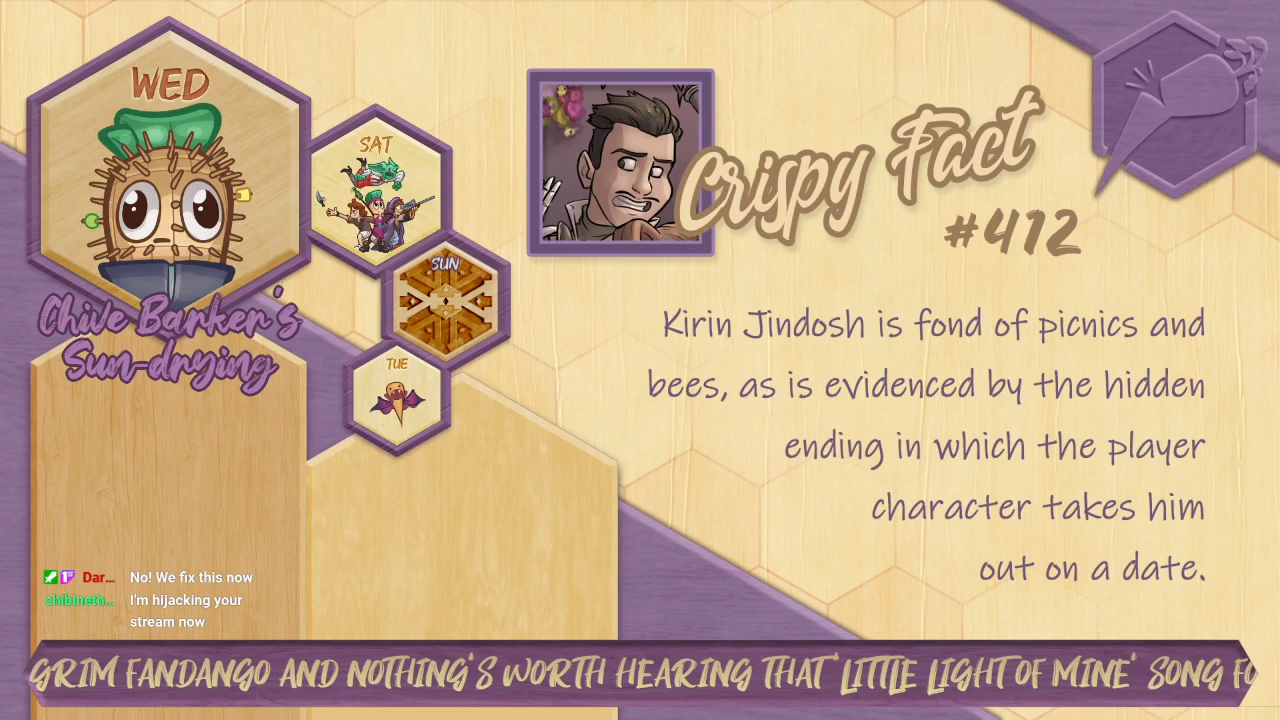 WED
SAT
SUN
TUE
Chive Barker's
Sun-drying
Crispy Fact
#412
Kirin Jindosh is fond of picnics and
bees, as is evidenced by the hidden
ending in which the player
character takes him
out on a date.
Dar... No! We fix this now
chibineth... I'm hijacking your
stream now
GRIM FANDANGO AND NOTHING'S WORTH HEARING THAT 'LITTLE LIGHT OF MINE' SONG FO